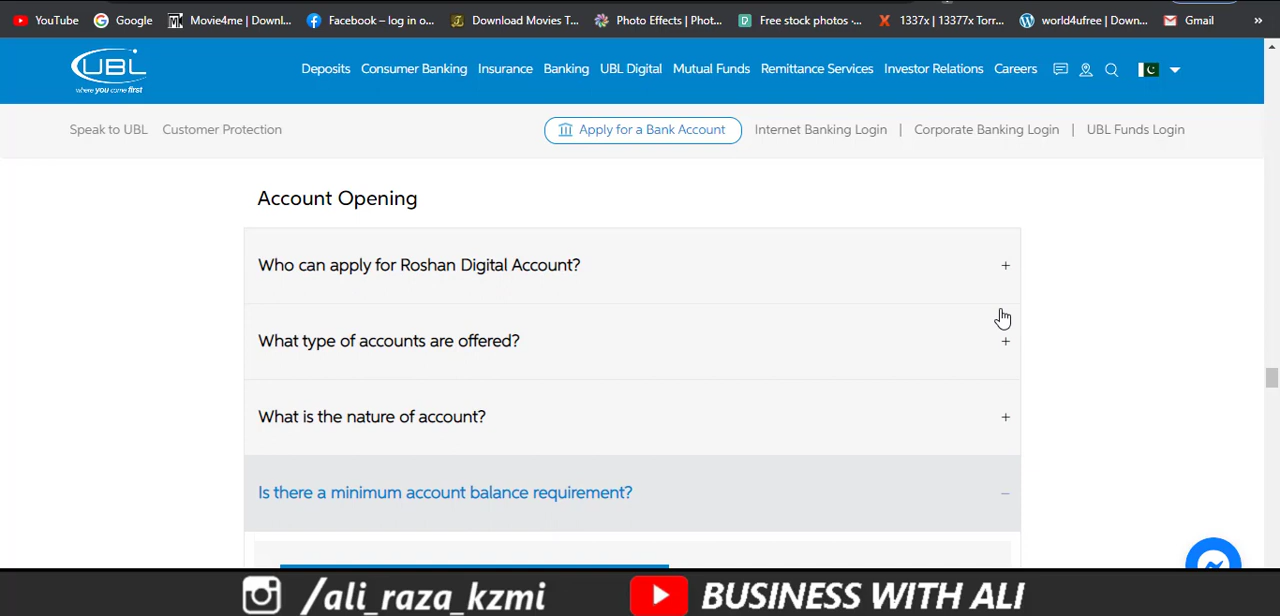 YouTube Google Movie4me | Downl... Facebook – log in o... Download Movies T... Photo Effects | Phot... Free stock photos ·... 1337x | 13377x Torr... world4ufree | Down... Gmail »
UBL
where you come first
Deposits Consumer Banking Insurance Banking UBL Digital Mutual Funds Remittance Services Investor Relations Careers
Speak to UBL Customer Protection Apply for a Bank Account Internet Banking Login | Corporate Banking Login | UBL Funds Login
Account Opening
Who can apply for Roshan Digital Account? +
What type of accounts are offered? +
What is the nature of account? +
Is there a minimum account balance requirement? –
/ali_raza_kzmi BUSINESS WITH ALI